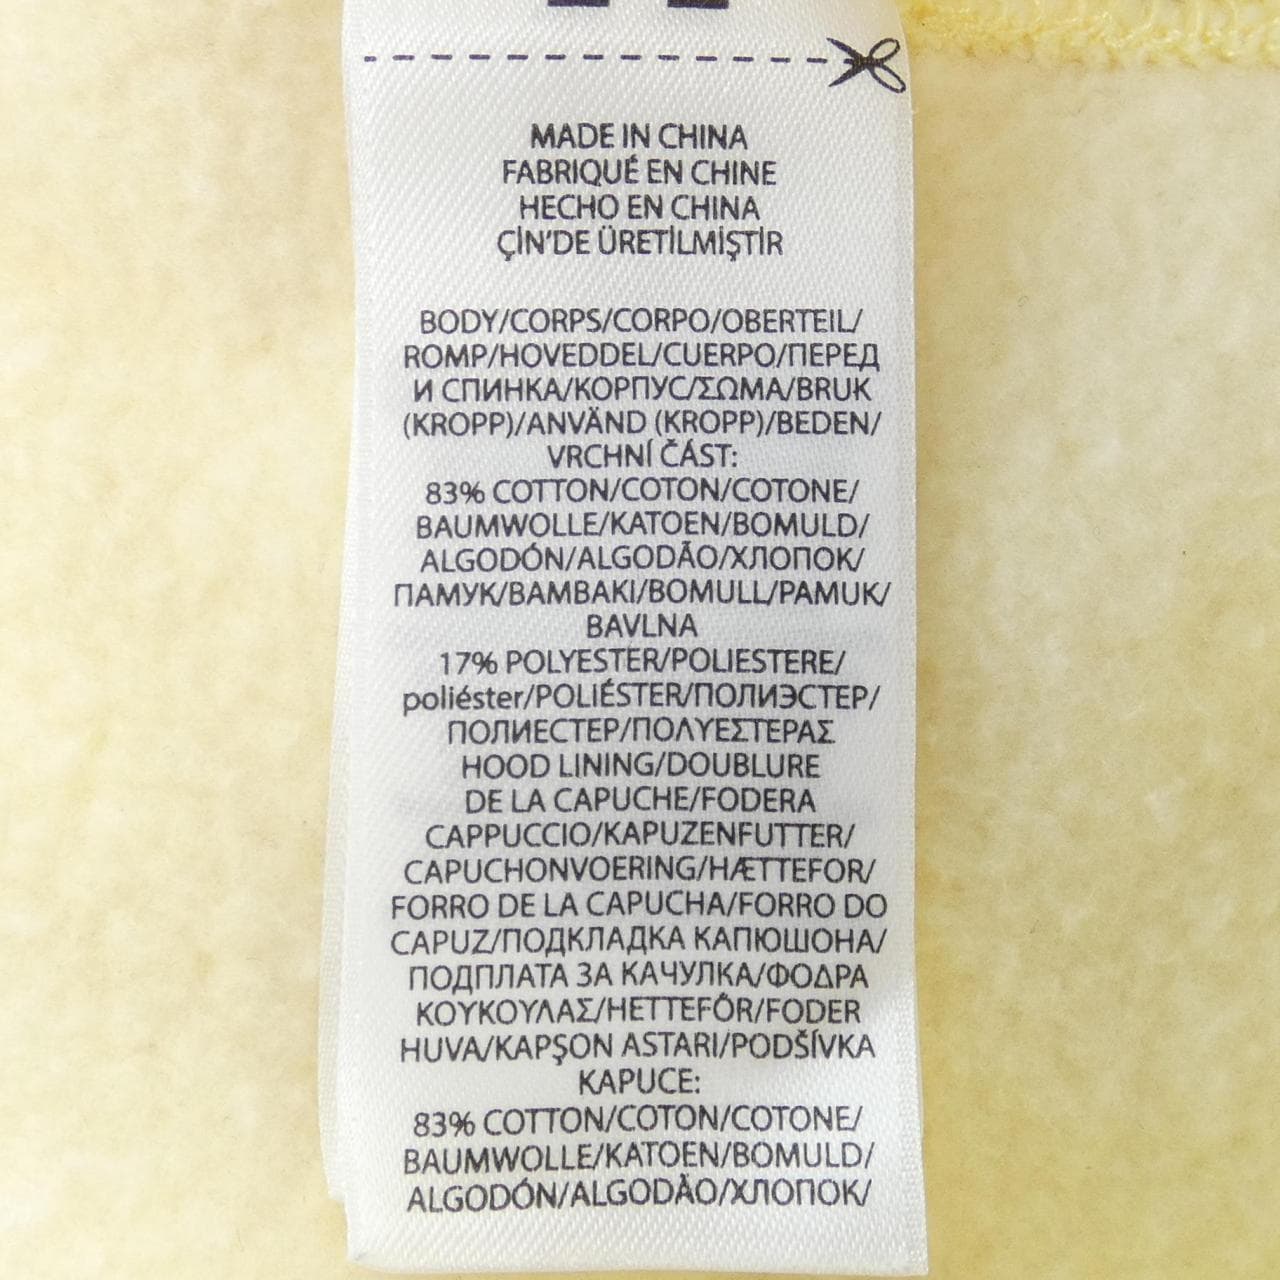 MADE IN CHINA
FABRIQUÉ EN CHINE
HECHO EN CHINA
ÇİN'DE ÜRETİLMİŞTİR
BODY/CORPS/CORPO/OBERTEIL/
ROMP/HOVEDDEL/CUERPO/ПЕРЕД
И СПИНКА/КОРПУС/ΣΩΜΑ/BRUK
(KROPP)/ANVÄND (KROPP)/BEDEN/
VRCHNÍ ČÁST:
83% COTTON/COTON/COTONE/
BAUMWOLLE/KATOEN/BOMULD/
ALGODÓN/ALGODÃO/ХЛОПОК/
ПАМУК/BAMBAKI/BOMULL/PAMUK/
BAVLNA
17% POLYESTER/POLIESTERE/
poliéster/POLIÉSTER/ПОЛИЭСТЕР/
ПОЛИЕСТЕР/ΠΟΛΥΕΣΤΕΡΑΣ
HOOD LINING/DOUBLURE
DE LA CAPUCHE/FODERA
CAPPUCCIO/KAPUZENFUTTER/
CAPUCHONVOERING/HÆTTEFOR/
FORRO DE LA CAPUCHA/FORRO DO
CAPUZ/ПОДКЛАДКА КАПЮШОНА/
ПОДПЛАТА ЗА КАЧУЛКА/ΦΟΔΡΑ
ΚΟΥΚΟΥΛΑΣ/HETTEFÔR/FODER
HUVA/KAPŞON ASTARI/PODŠÍVKA
KAPUCE:
83% COTTON/COTON/COTONE/
BAUMWOLLE/KATOEN/BOMULD/
ALGODÓN/ALGODÃO/ХЛОПОК/